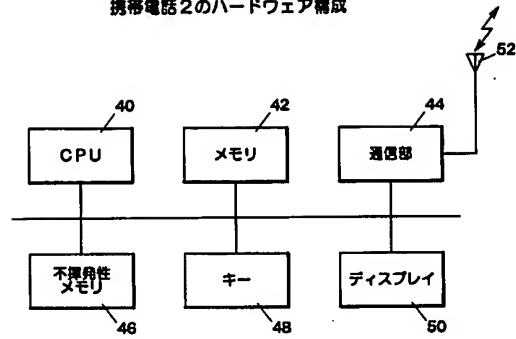 携帯電話2のハードウェア構成
52
40
42
44
CPU
メモリ
通信部
不揮発性
メモリ
キー
ディスプレイ
46
48
50